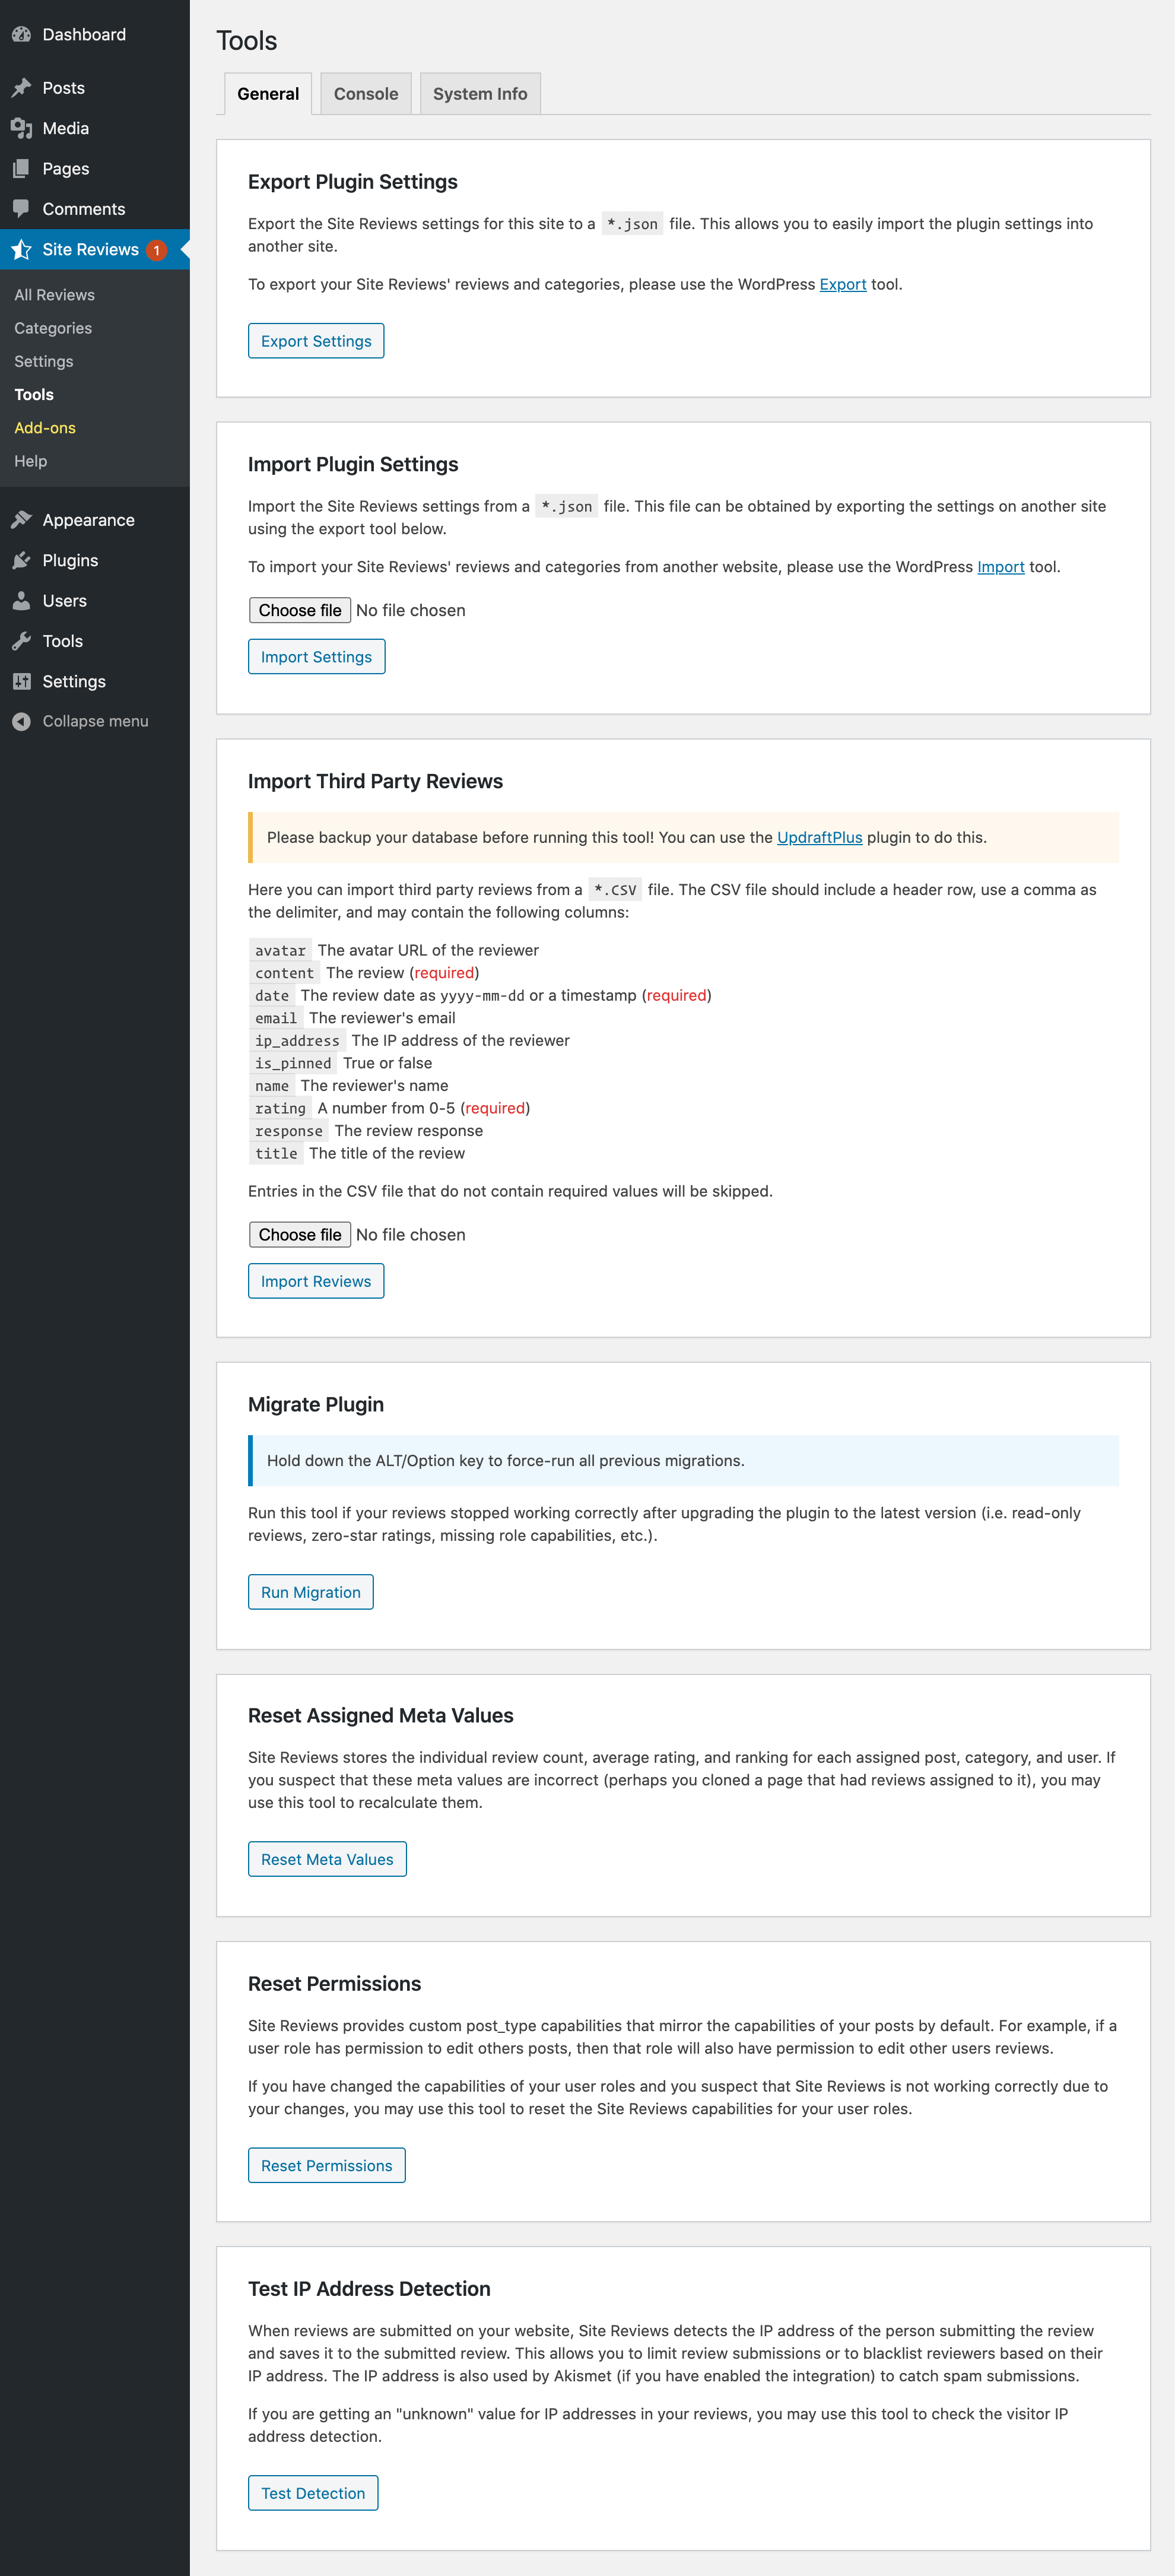 Dashboard
Posts
Media
Pages
Comments
Site Reviews 1
All Reviews
Categories
Settings
Tools
Add-ons
Help
Appearance
Plugins
Users
Tools
Settings
Collapse menu
Tools
General Console System Info
Export Plugin Settings
Export the Site Reviews settings for this site to a *.json file. This allows you to easily import the plugin settings into
another site.
To export your Site Reviews' reviews and categories, please use the WordPress Export tool.
Export Settings
Import Plugin Settings
Import the Site Reviews settings from a *.json file. This file can be obtained by exporting the settings on another site
using the export tool below.
To import your Site Reviews' reviews and categories from another website, please use the WordPress Import tool.
Choose file No file chosen
Import Settings
Import Third Party Reviews
Please backup your database before running this tool! You can use the UpdraftPlus plugin to do this.
Here you can import third party reviews from a *.CSV file. The CSV file should include a header row, use a comma as
the delimiter, and may contain the following columns:
avatar The avatar URL of the reviewer
content The review (required)
date The review date as yyyy-mm-dd or a timestamp (required)
email The reviewer's email
ip_address The IP address of the reviewer
is_pinned True or false
name The reviewer's name
rating A number from 0-5 (required)
response The review response
title The title of the review
Entries in the CSV file that do not contain required values will be skipped.
Choose file No file chosen
Import Reviews
Migrate Plugin
Hold down the ALT/Option key to force-run all previous migrations.
Run this tool if your reviews stopped working correctly after upgrading the plugin to the latest version (i.e. read-only
reviews, zero-star ratings, missing role capabilities, etc.).
Run Migration
Reset Assigned Meta Values
Site Reviews stores the individual review count, average rating, and ranking for each assigned post, category, and user. If
you suspect that these meta values are incorrect (perhaps you cloned a page that had reviews assigned to it), you may
use this tool to recalculate them.
Reset Meta Values
Reset Permissions
Site Reviews provides custom post_type capabilities that mirror the capabilities of your posts by default. For example, if a
user role has permission to edit others posts, then that role will also have permission to edit other users reviews.
If you have changed the capabilities of your user roles and you suspect that Site Reviews is not working correctly due to
your changes, you may use this tool to reset the Site Reviews capabilities for your user roles.
Reset Permissions
Test IP Address Detection
When reviews are submitted on your website, Site Reviews detects the IP address of the person submitting the review
and saves it to the submitted review. This allows you to limit review submissions or to blacklist reviewers based on their
IP address. The IP address is also used by Akismet (if you have enabled the integration) to catch spam submissions.
If you are getting an "unknown" value for IP addresses in your reviews, you may use this tool to check the visitor IP
address detection.
Test Detection